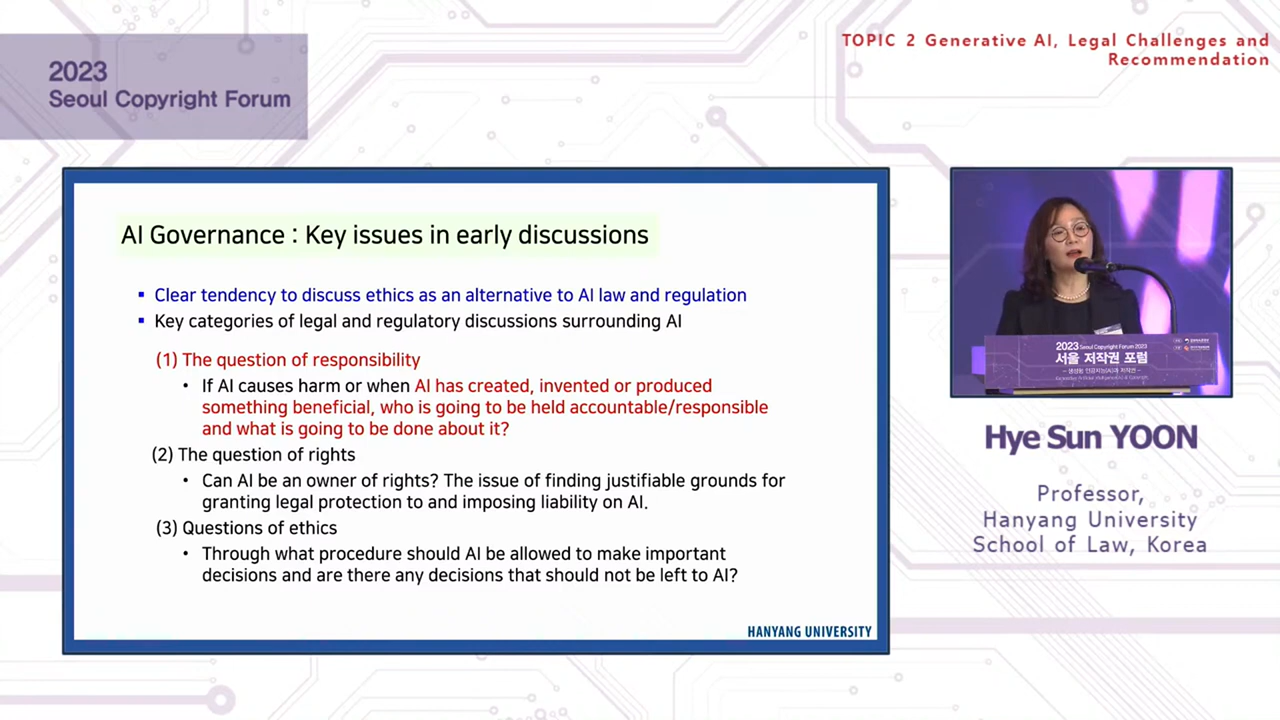 2023
Seoul Copyright Forum
TOPIC 2 Generative AI, Legal Challenges and
Recommendation
AI Governance : Key issues in early discussions
▪ Clear tendency to discuss ethics as an alternative to AI law and regulation
▪ Key categories of legal and regulatory discussions surrounding AI
(1) The question of responsibility
• If AI causes harm or when AI has created, invented or produced
something beneficial, who is going to be held accountable/responsible
and what is going to be done about it?
(2) The question of rights
• Can AI be an owner of rights? The issue of finding justifiable grounds for
granting legal protection to and imposing liability on AI.
(3) Questions of ethics
• Through what procedure should AI be allowed to make important
decisions and are there any decisions that should not be left to AI?
HANYANG UNIVERSITY
2023 Seoul Copyright Forum 2023
서울 저작권 포럼
Hye Sun YOON
Professor,
Hanyang University
School of Law, Korea